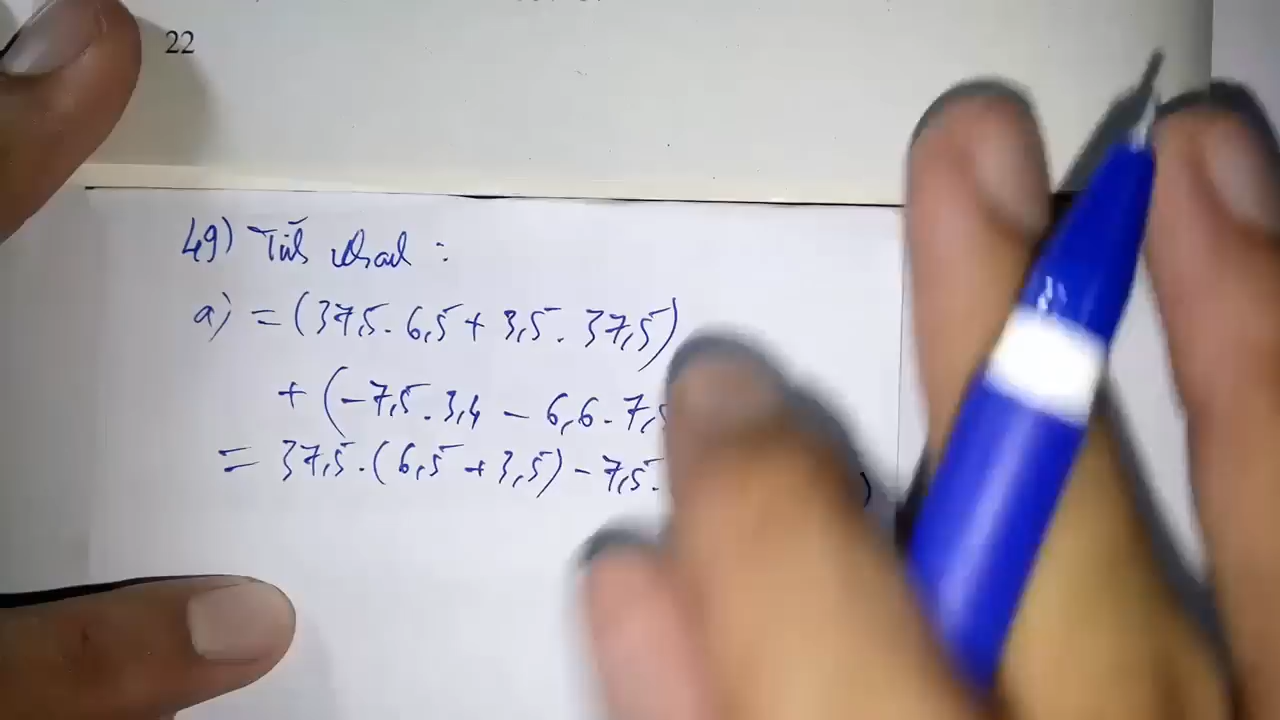 22
49) Tính nhanh :
a) = (37,5 . 6,5 + 3,5 . 37,5)
+ (-7,5 . 3,4 - 6,6 . 7,5
= 37,5 . (6,5 + 3,5) - 7,5 . )